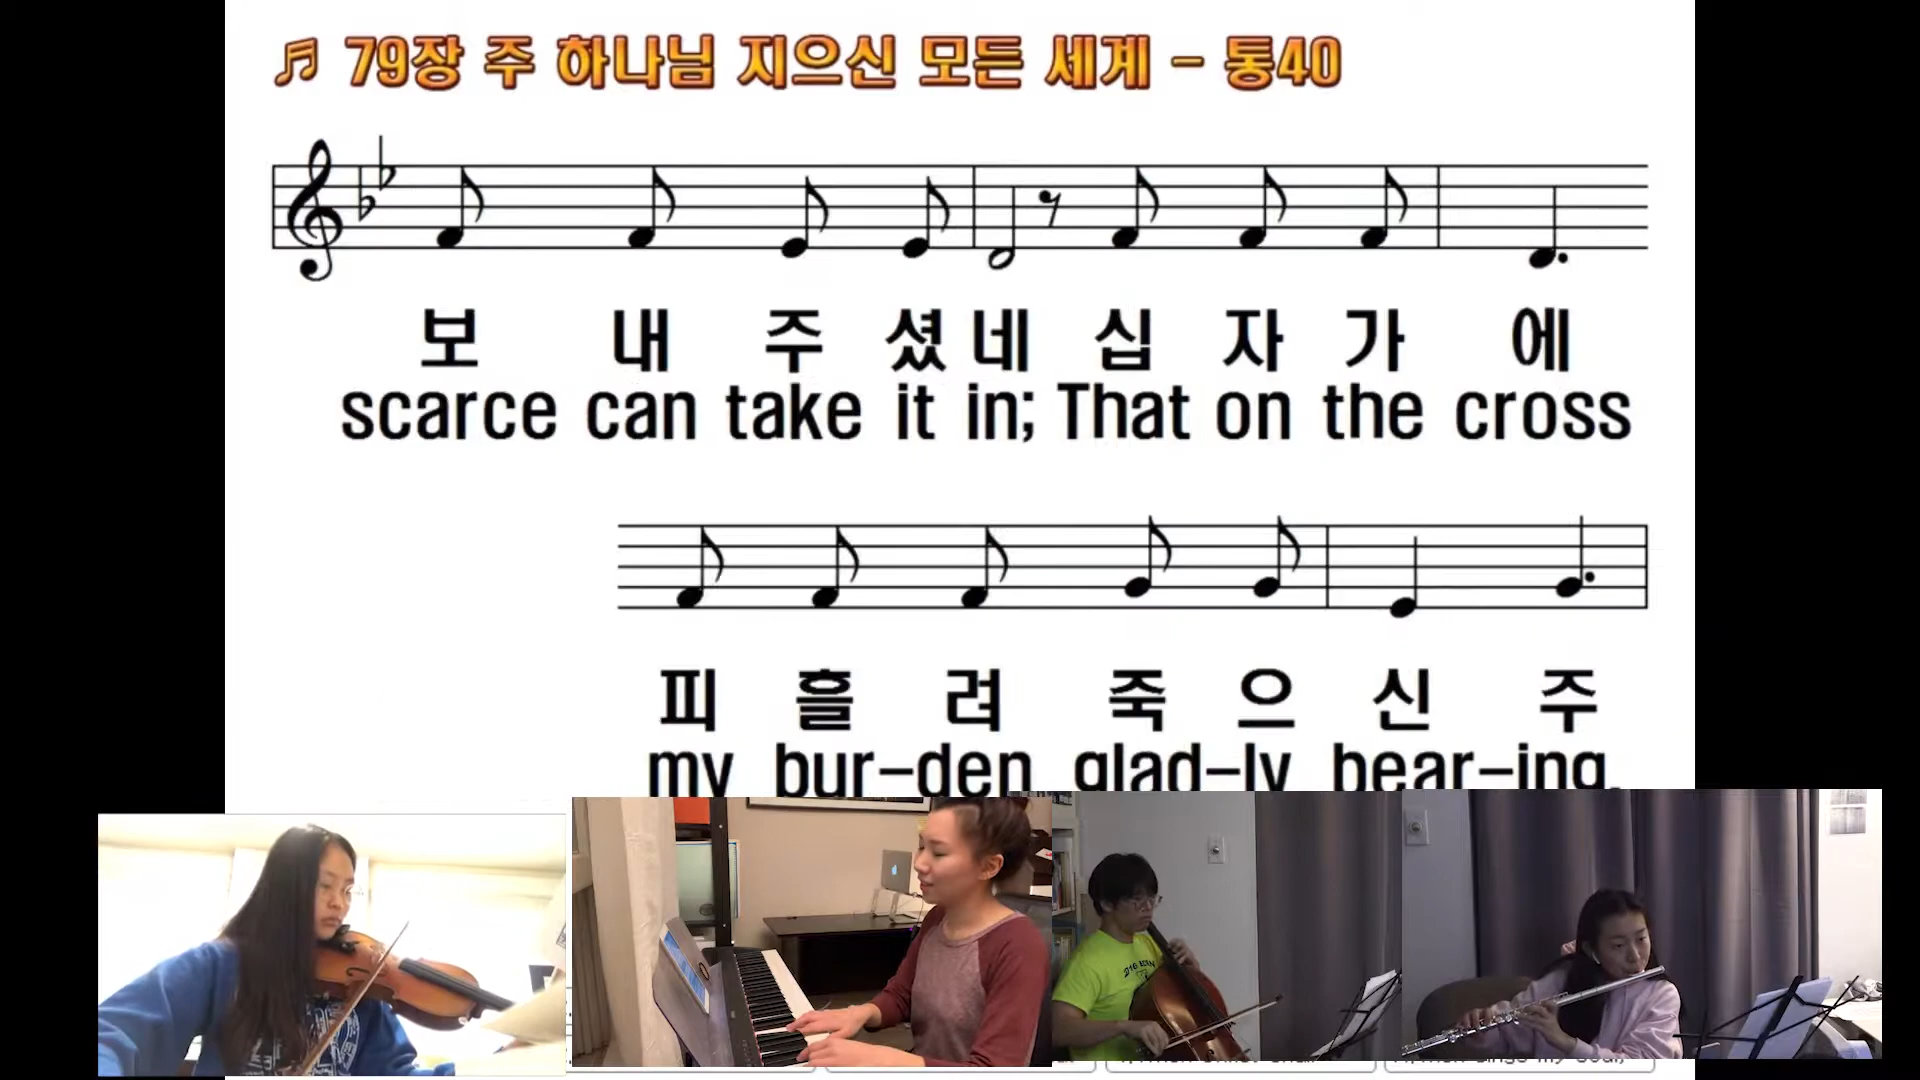 79장 주 하나님 지으신 모든 세계 - 통40
보 내 주 셨 네 십 자 가 에
scarce can take it in; That on the cross
피 흘 려 죽 으 신 주
my bur-den glad-ly bear-ing,